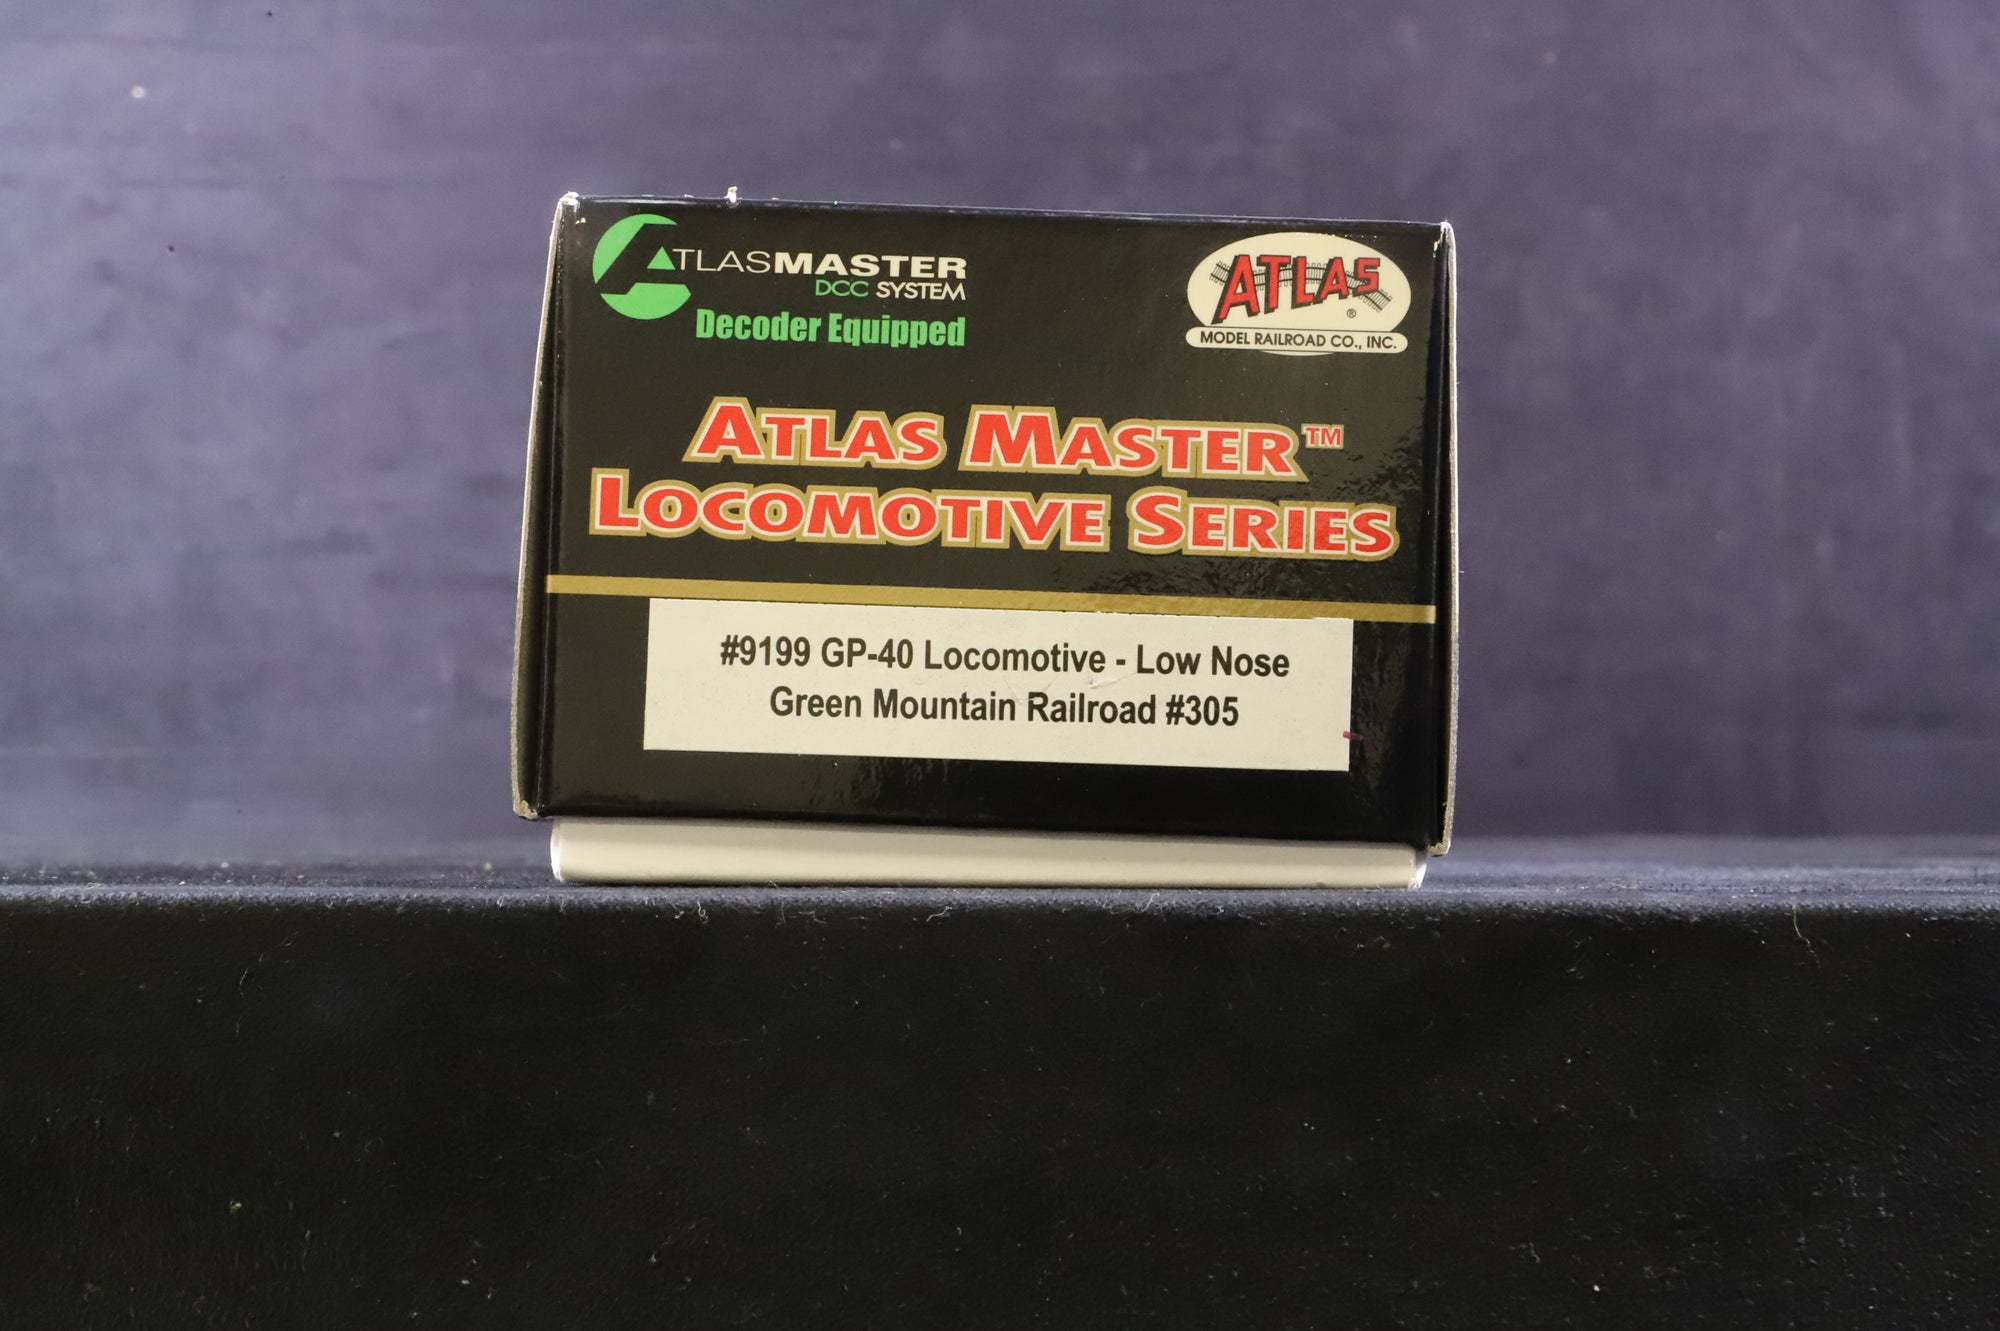 ATLASMASTER
DCC SYSTEM
Decoder Equipped
ATLAS
®
MODEL RAILROAD CO., INC.
ATLAS MASTER™
LOCOMOTIVE SERIES
#9199 GP-40 Locomotive - Low Nose
Green Mountain Railroad #305